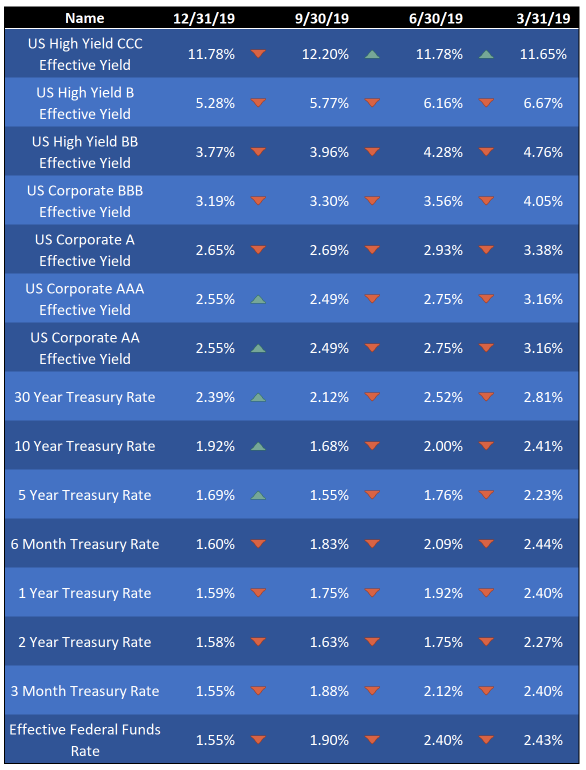 Name 12/31/19 9/30/19 6/30/19 3/31/19
US High Yield CCC
Effective Yield 11.78% 12.20% 11.78% 11.65%
US High Yield B
Effective Yield 5.28% 5.77% 6.16% 6.67%
US High Yield BB
Effective Yield 3.77% 3.96% 4.28% 4.76%
US Corporate BBB
Effective Yield 3.19% 3.30% 3.56% 4.05%
US Corporate A
Effective Yield 2.65% 2.69% 2.93% 3.38%
US Corporate AAA
Effective Yield 2.55% 2.49% 2.75% 3.16%
US Corporate AA
Effective Yield 2.55% 2.49% 2.75% 3.16%
30 Year Treasury Rate 2.39% 2.12% 2.52% 2.81%
10 Year Treasury Rate 1.92% 1.68% 2.00% 2.41%
5 Year Treasury Rate 1.69% 1.55% 1.76% 2.23%
6 Month Treasury Rate 1.60% 1.83% 2.09% 2.44%
1 Year Treasury Rate 1.59% 1.75% 1.92% 2.40%
2 Year Treasury Rate 1.58% 1.63% 1.75% 2.27%
3 Month Treasury Rate 1.55% 1.88% 2.12% 2.40%
Effective Federal Funds
Rate 1.55% 1.90% 2.40% 2.43%